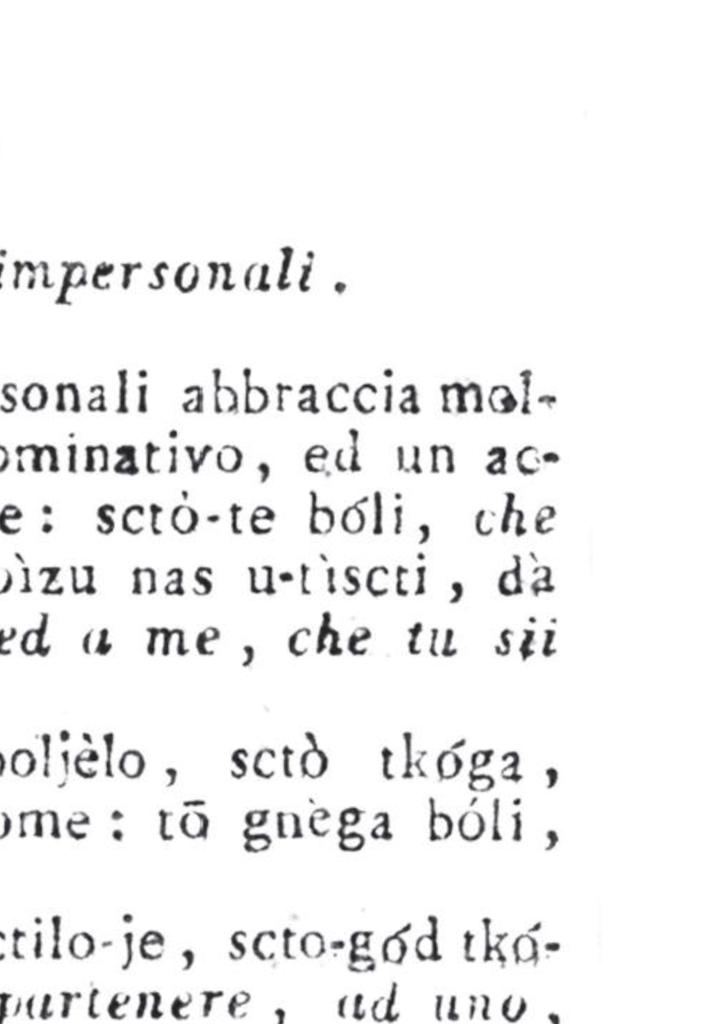 impersonali .
sonali abbraccia mol-
ominativo, ed un ac-
e: sctò-te bóli, che
oìzu nas u-tìscti, dà
ed a me, che tu sii
boljèlo, sctò tkóga,
ome: tō gnèga bóli,
ctilo-je, scto-gód tkó-
partenere, ad uno,